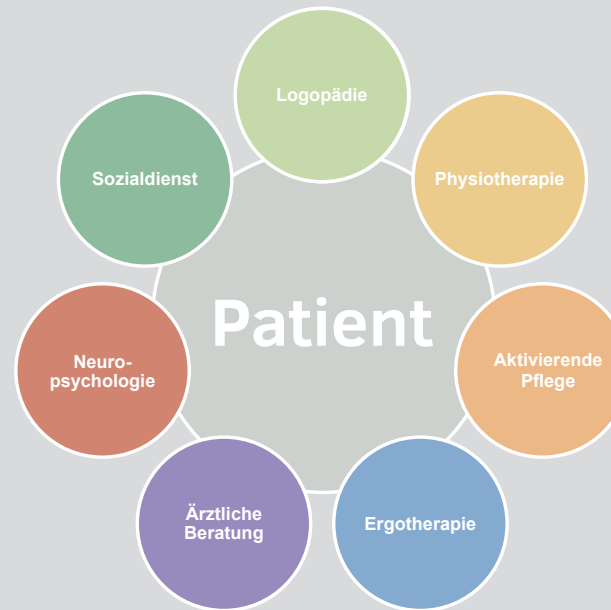 Logopädie
Sozialdienst
Physiotherapie
Patient
Neuro-
psychologie
Aktivierende
Pflege
Ärztliche
Beratung
Ergotherapie